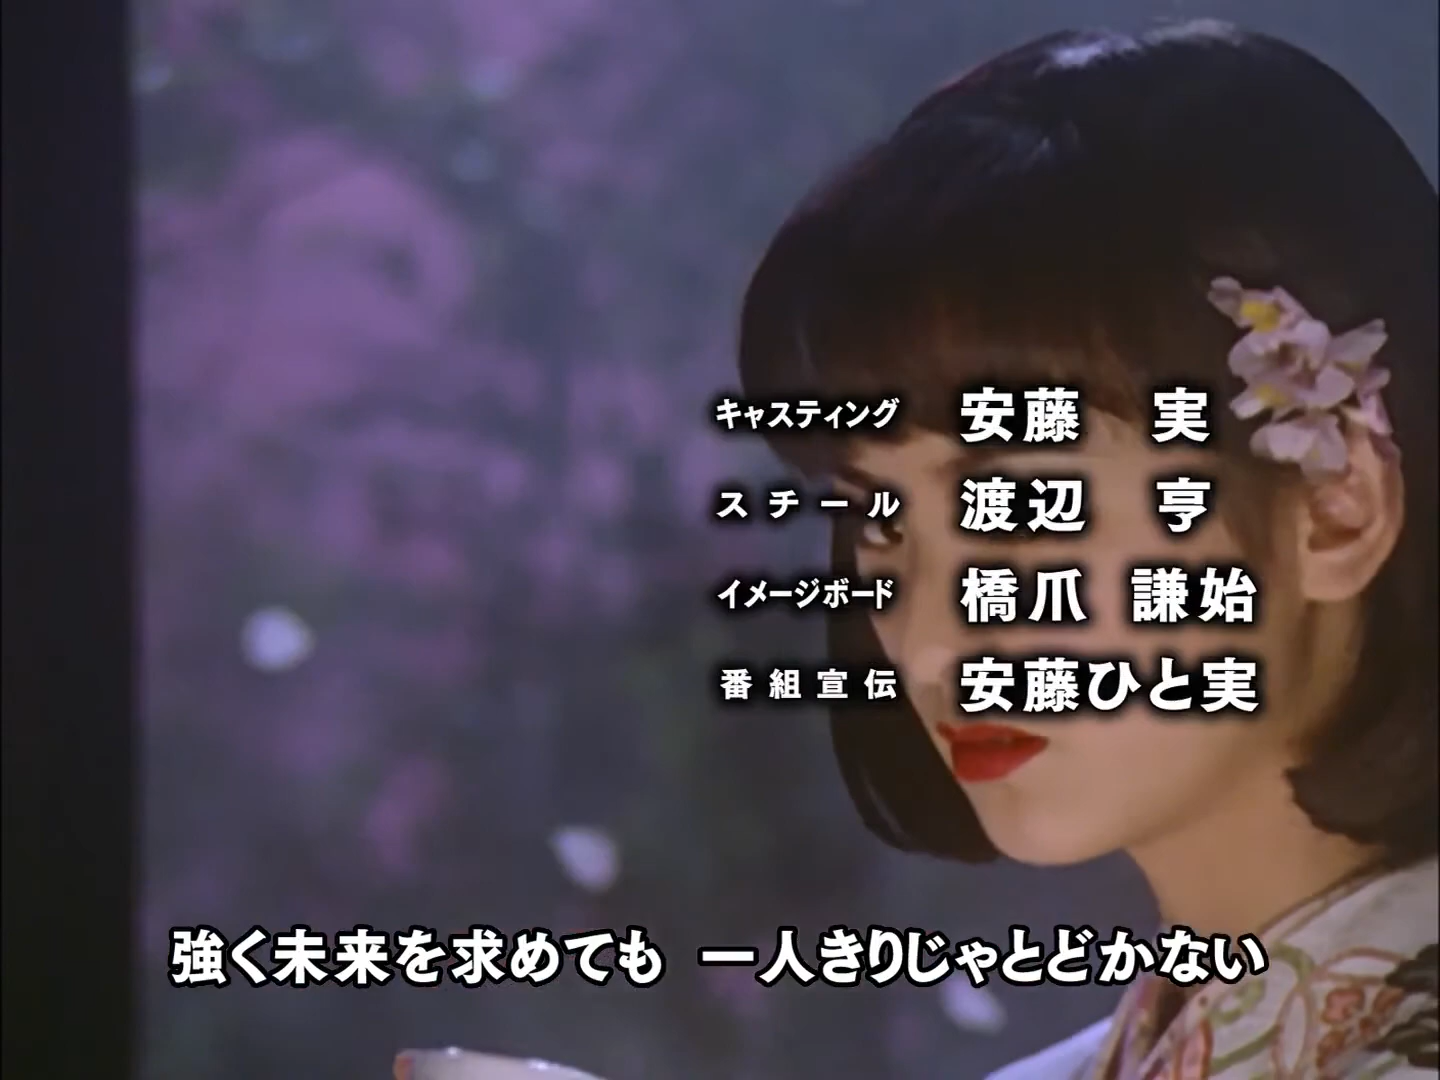 キャスティング 安藤 実
スチール 渡辺 亨
イメージボード 橋爪 謙始
番組宣伝 安藤ひと実
強く未来を求めても 一人きりじゃとどかない